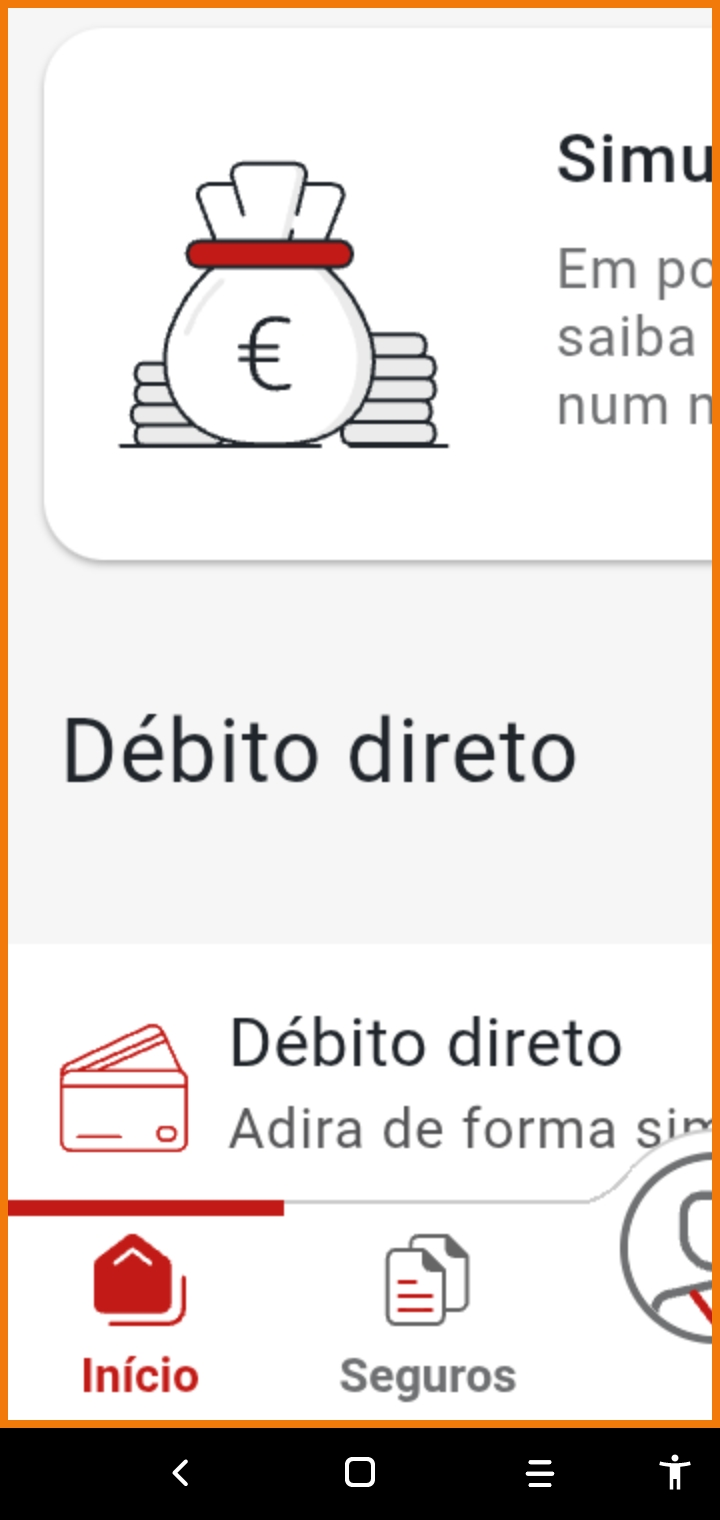 Simu
Em po
saiba
num
€
Débito direto
Débito direto
Adira de forma sim
Início
Seguros